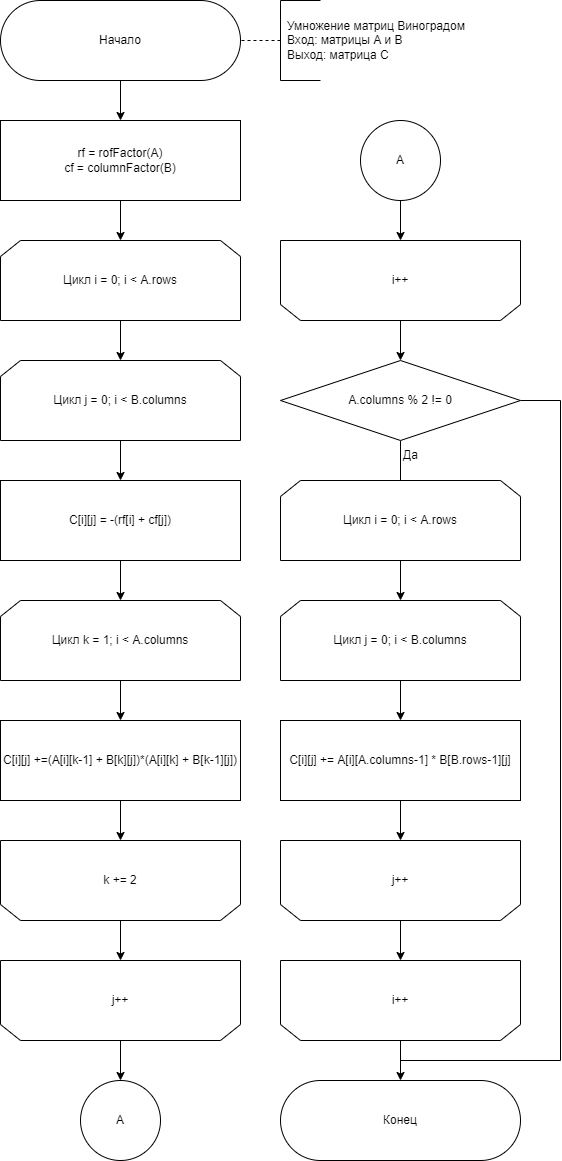 Начало
Умножение матриц Виноградом
Вход: матрицы A и B
Выход: матрица C
rf = rofFactor(A)
cf = columnFactor(B)
Цикл i = 0; i < A.rows
Цикл j = 0; i < B.columns
C[i][j] = -(rf[i] + cf[j])
Цикл k = 1; i < A.columns
C[i][j] +=(A[i][k-1] + B[k][j])*(A[i][k] + B[k-1][j])
k += 2
j++
A
A
i++
A.columns % 2 != 0
Да
Цикл i = 0; i < A.rows
Цикл j = 0; i < B.columns
C[i][j] += A[i][A.columns-1] * B[B.rows-1][j]
j++
i++
Конец